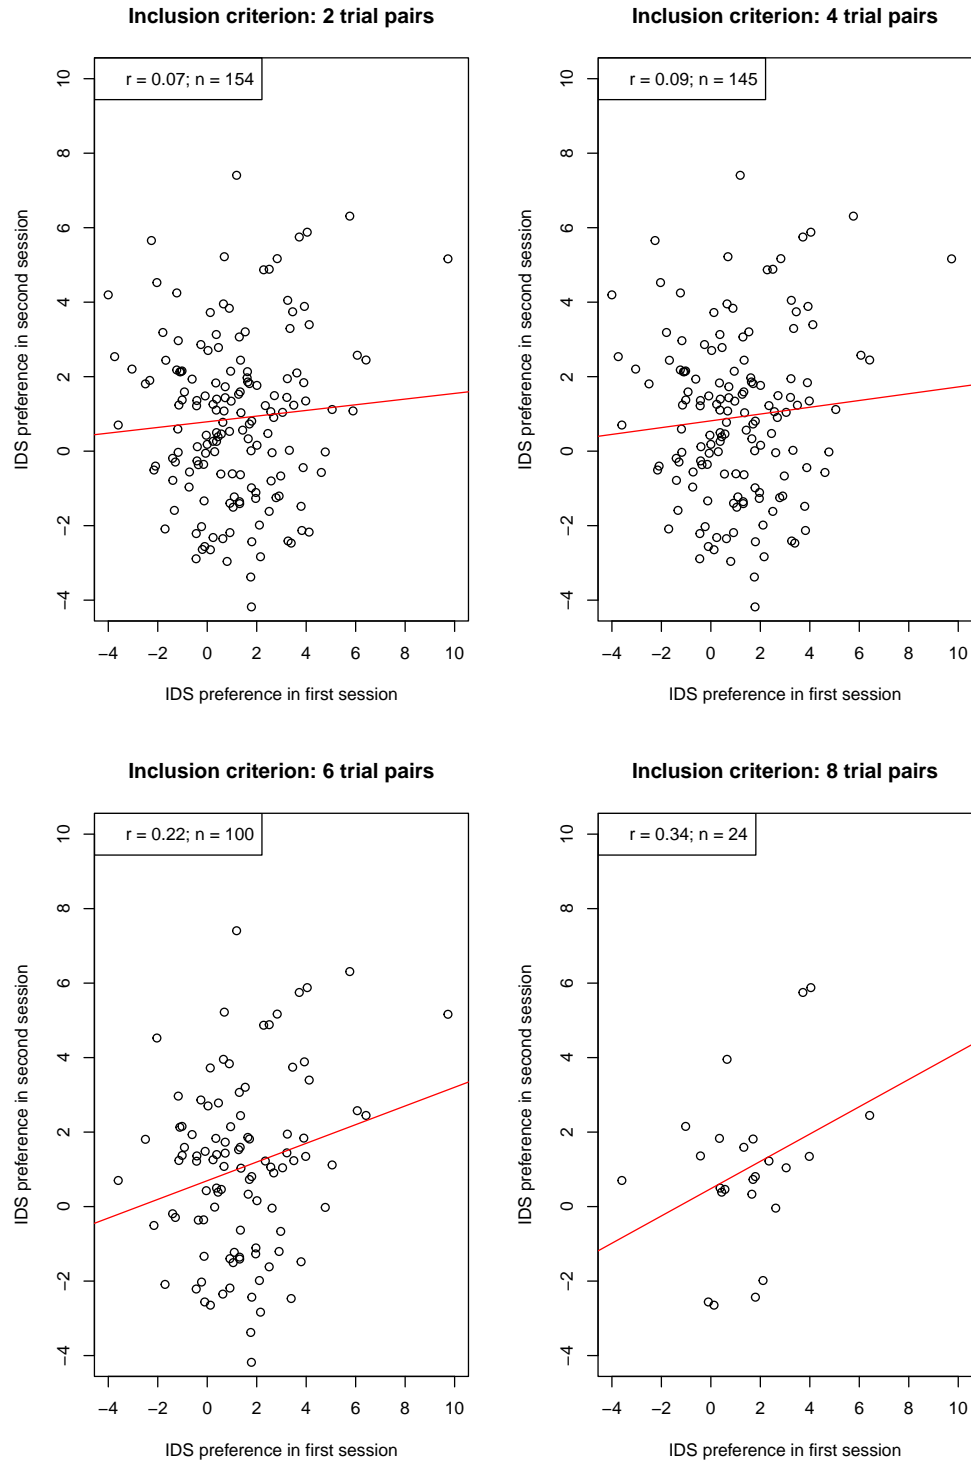 Inclusion criterion: 2 trial pairs
r = 0.07; n = 154
10
8
6
4
2
0
−2
−4
IDS preference in second session
−4 −2 0 2 4 6 8 10
IDS preference in first session
Inclusion criterion: 4 trial pairs
r = 0.09; n = 145
10
8
6
4
2
0
−2
−4
IDS preference in second session
−4 −2 0 2 4 6 8 10
IDS preference in first session
Inclusion criterion: 6 trial pairs
r = 0.22; n = 100
10
8
6
4
2
0
−2
−4
IDS preference in second session
−4 −2 0 2 4 6 8 10
IDS preference in first session
Inclusion criterion: 8 trial pairs
r = 0.34; n = 24
10
8
6
4
2
0
−2
−4
IDS preference in second session
−4 −2 0 2 4 6 8 10
IDS preference in first session